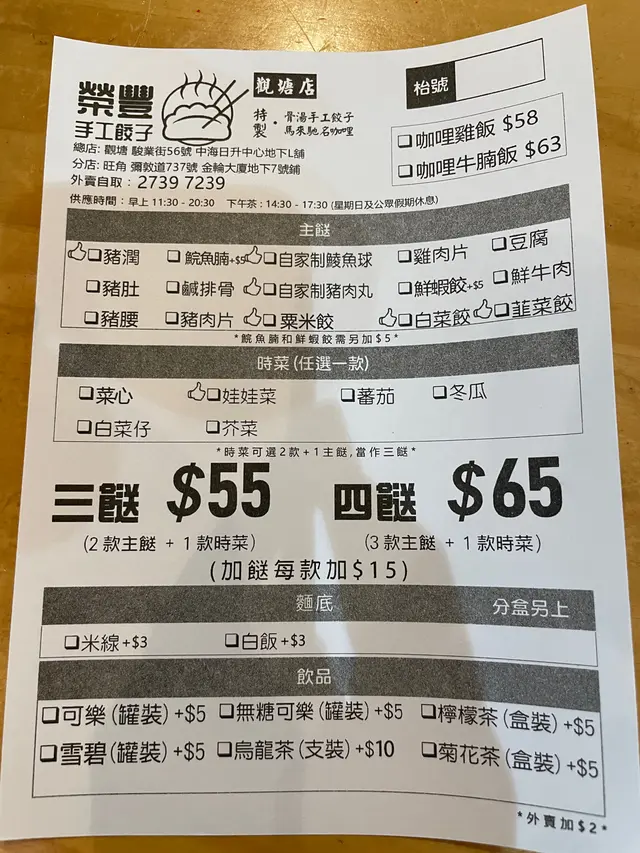 榮豐
手工餃子
觀塘店
特製・骨湯手工餃子
馬來馳名咖哩
枱號
咖哩雞飯 $58
咖哩牛腩飯 $63
總店: 觀塘 駿業街56號 中海日升中心地下L舖
分店: 旺角 彌敦道737號 金輪大廈地下7號鋪
外賣自取： 2739 7239
供應時間：早上 11:30 - 20:30 下午茶 : 14:30 - 17:30 (星期日及公眾假期休息)
主餸
豬潤 鯇魚腩+$5 自家制鯪魚球 雞肉片 豆腐
豬肚 鹹排骨 自家制豬肉丸 鮮蝦餃+$5 鮮牛肉
豬腰 豬肉片 粟米餃 白菜餃 韮菜餃
*鯇魚腩和鮮蝦餃需另加$5*
時菜 (任選一款)
菜心 娃娃菜 蕃茄 冬瓜
白菜仔 芥菜
*時菜可選2款+1主餸,當作三餸*
三餸 $55 四餸 $65
(2 款主餸 + 1 款時菜) (3 款主餸 + 1 款時菜)
(加餸每款加$15)
麵底 分盒另上
米線+$3 白飯+$3
飲品
可樂 (罐裝) +$5 無糖可樂 (罐裝) +$5 檸檬茶 (盒裝) +$5
雪碧 (罐裝) +$5 烏龍茶 (支裝) +$10 菊花茶 (盒裝) +$5
*外賣加$2*